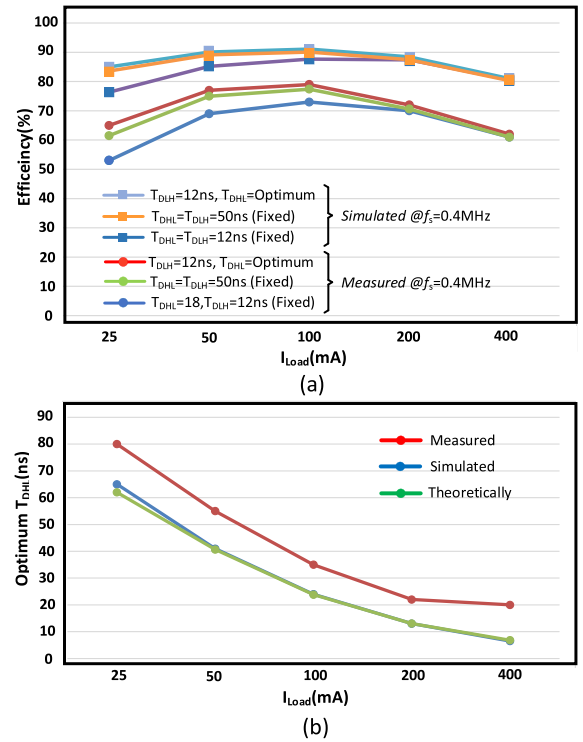 100
90
80
70
60
50
40
30
20
10
0
Efficeincy(%)
T_DLH=12ns, T_DHL=Optimum
T_DHL=T_DLH=50ns (Fixed)
T_DHL=T_DLH=12ns (Fixed)
Simulated @f_s=0.4MHz
T_DLH=12ns, T_DHL=Optimum
T_DHL=T_DLH=50ns (Fixed)
T_DHL=18,T_DLH=12ns (Fixed)
Measured @f_s=0.4MHz
25 50 100 200 400
I_Load(mA)
(a)
90
80
70
60
50
40
30
20
10
0
Optimum T_DHL(ns)
Measured
Simulated
Theoretically
25 50 100 200 400
I_Load(mA)
(b)